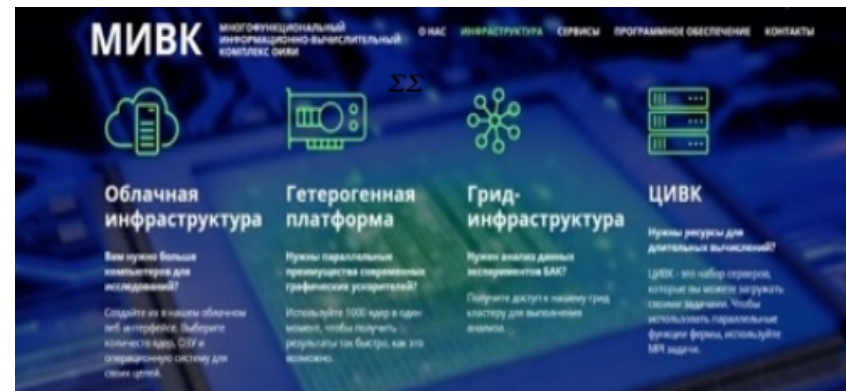 МИВК
МНОГОФУНКЦИОНАЛЬНЫЙ
ИНФОРМАЦИОННО-ВЫЧИСЛИТЕЛЬНЫЙ
КОМПЛЕКС ОИЯИ
О НАС ИНФРАСТРУКТУРА СЕРВИСЫ ПРОГРАММНОЕ ОБЕСПЕЧЕНИЕ КОНТАКТЫ
ΣΣ
Облачная
инфраструктура
Вам нужно больше
компьютеров для
исследований?
Создайте их в нашем облачном
веб интерфейсе. Выберите
количесто ядер, ОЗУ и
операционную систему для
своих целей.
Гетерогенная
платформа
Нужны параллельные
преимущества современных
графических ускорителей?
Используйте 1000 ядер в один
момент, чтобы получить
результаты так быстро, как это
возможно.
Грид-
инфраструктура
Нужен анализ данных
экспериментов БАК?
Получите доступ к нашему грид
кластеру для выполнения
анализа.
ЦИВК
Нужны ресурсы для
длительных вычислений?
ЦИВК - это набор серверов,
которые вы можете загружать
своими задачами. Чтобы
использовать параллельные
функции фермы, используйте
MPI задачи.